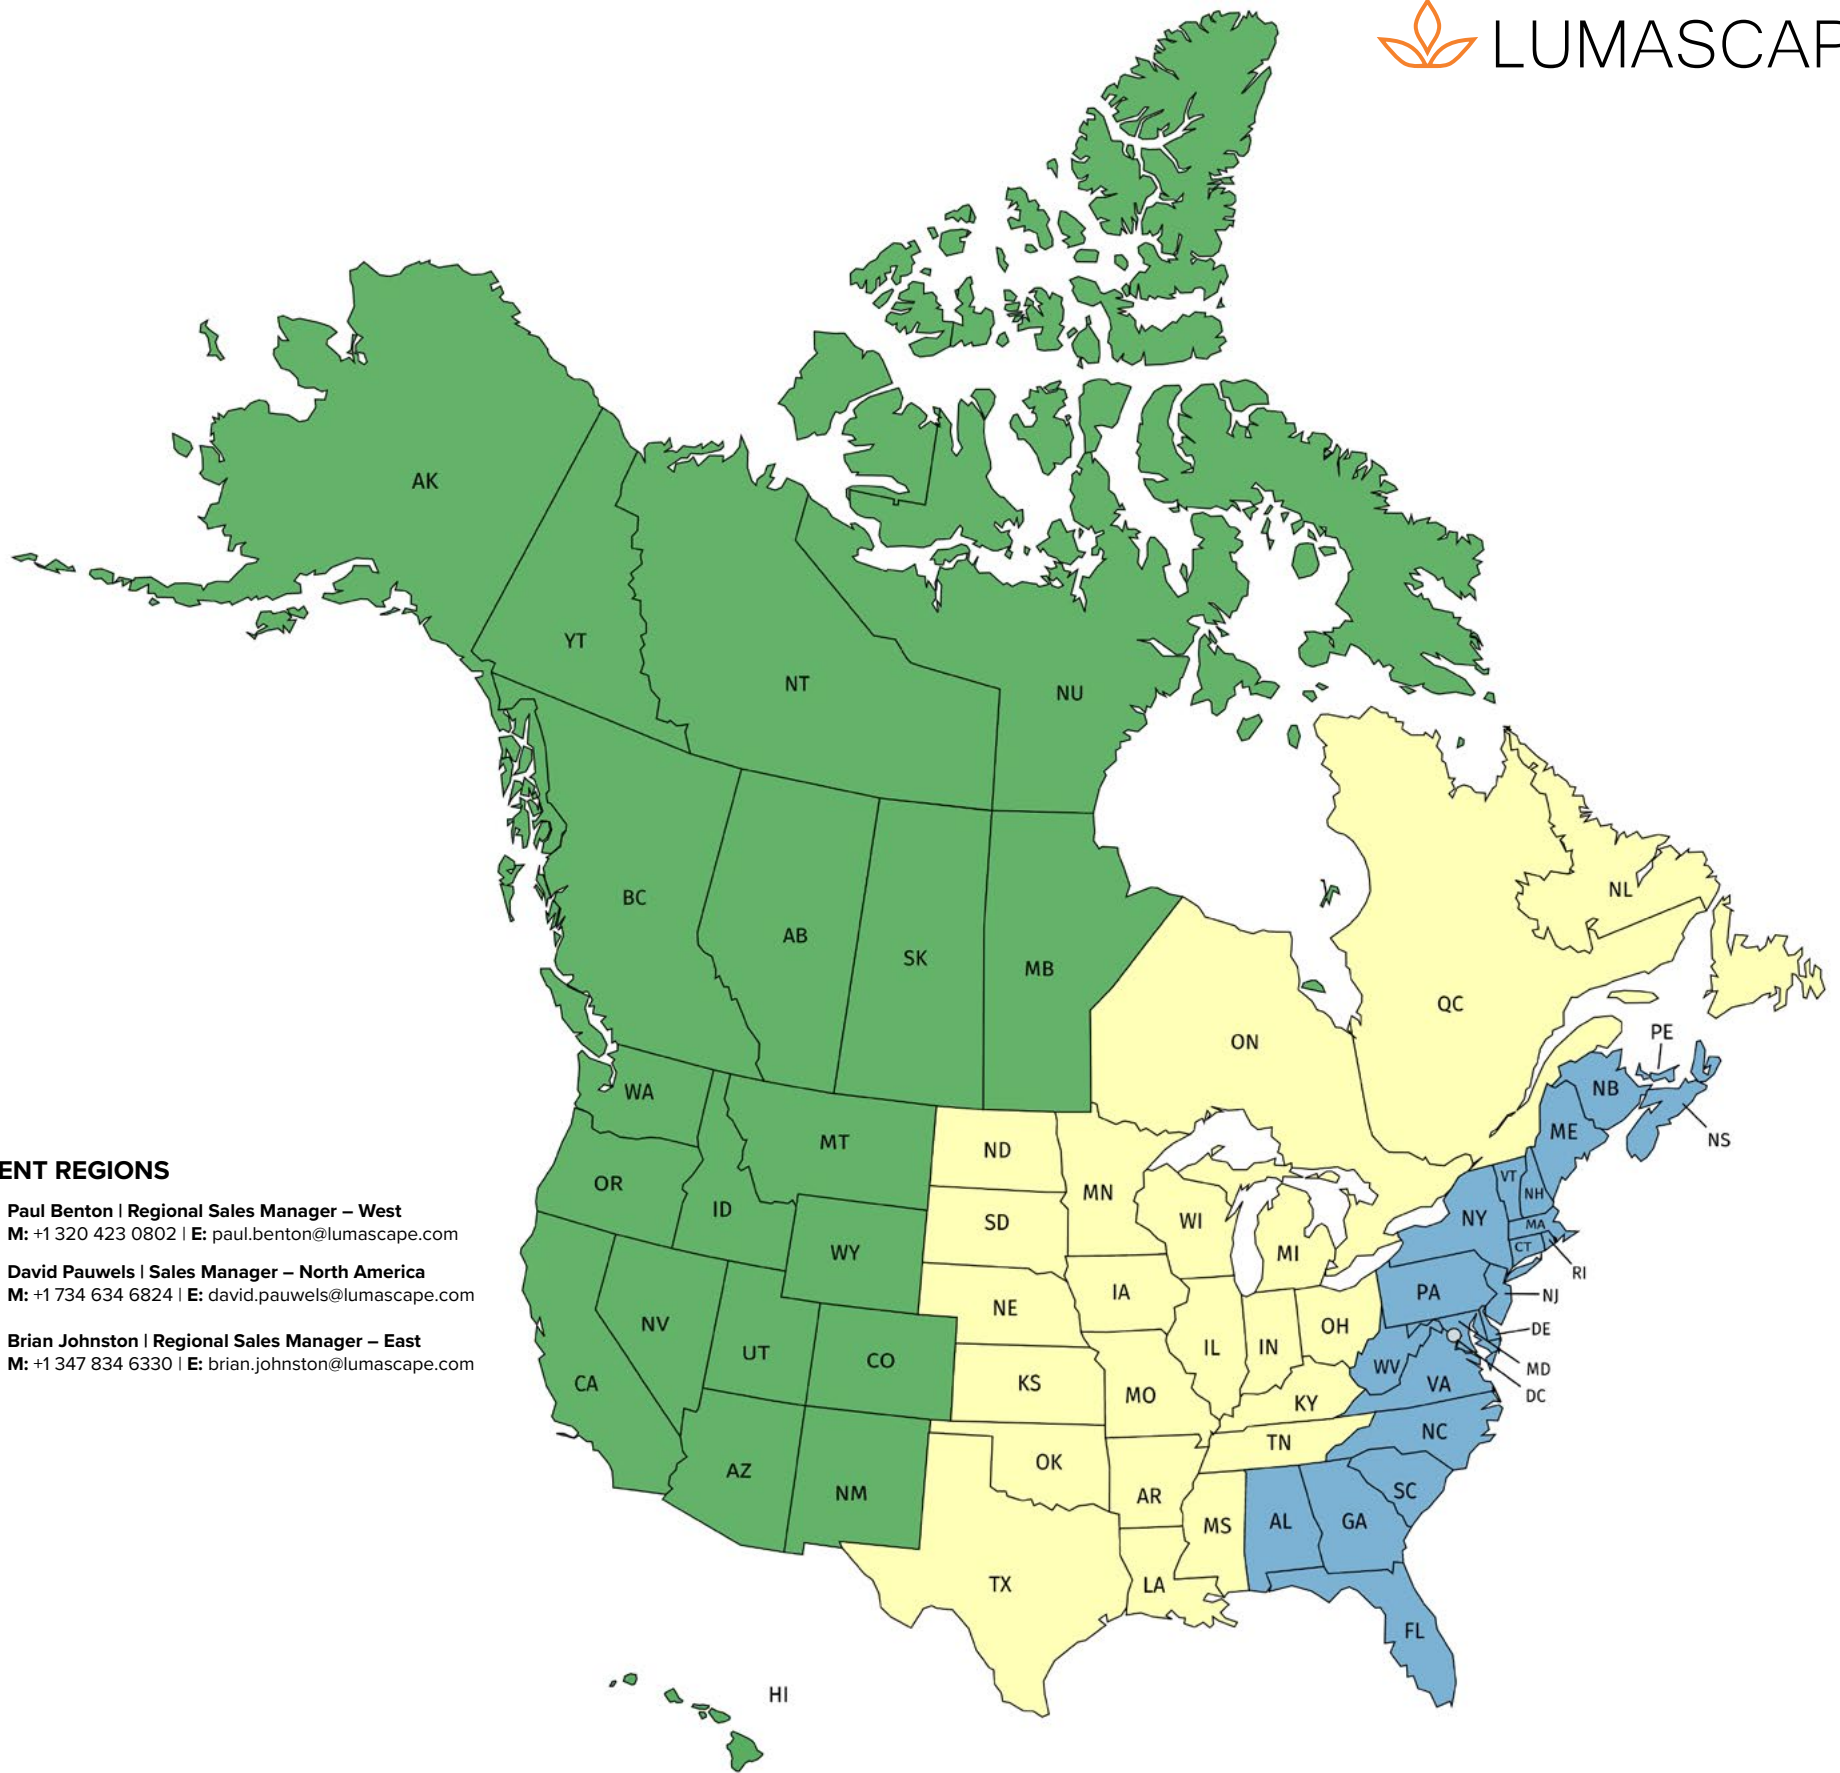 LUMASCAP
AK
YT
NT
NU
BC
AB
SK
MB
NL
QC
ON
PE
NB
NS
ME
WA
MT
ND
MN
OR
ID
SD
WI
MI
VT
NH
NY
MA
CT
RI
WY
NE
IA
PA
NJ
NV
UT
CO
IL
IN
OH
DE
MD
DC
CA
KS
MO
WV
VA
KY
AZ
NM
OK
TN
NC
AR
SC
MS
AL
GA
TX
LA
FL
HI
ENT REGIONS
Paul Benton | Regional Sales Manager – West
M: +1 320 423 0802 | E: paul.benton@lumascape.com
David Pauwels | Sales Manager – North America
M: +1 734 634 6824 | E: david.pauwels@lumascape.com
Brian Johnston | Regional Sales Manager – East
M: +1 347 834 6330 | E: brian.johnston@lumascape.com